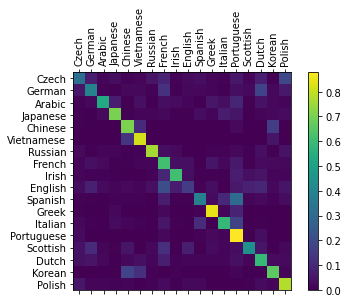 Czech
German
Arabic
Japanese
Chinese
Vietnamese
Russian
French
Irish
English
Spanish
Greek
Italian
Portuguese
Scottish
Dutch
Korean
Polish
Czech
German
Arabic
Japanese
Chinese
Vietnamese
Russian
French
Irish
English
Spanish
Greek
Italian
Portuguese
Scottish
Dutch
Korean
Polish
0.8
0.7
0.6
0.5
0.4
0.3
0.2
0.1
0.0